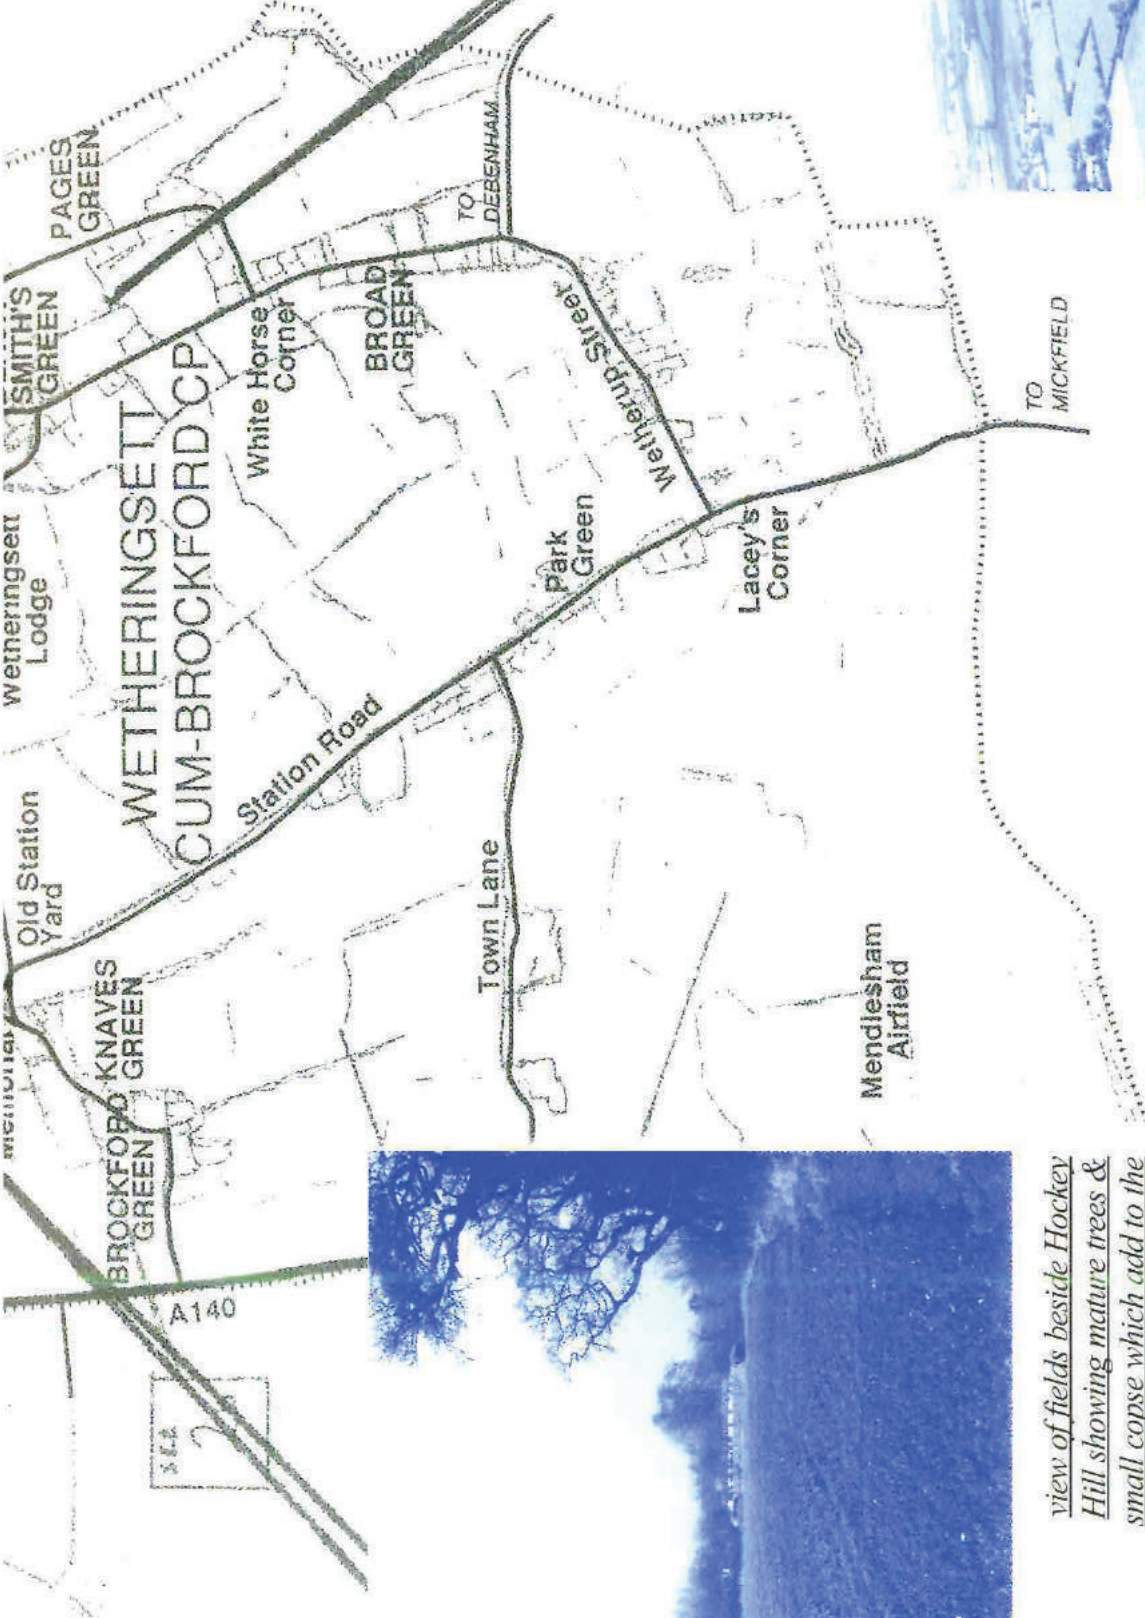 PAGES
GREEN
SMITH'S
GREEN
Wetheringsett
Lodge
Old Station
Yard
WETHERINGSETT
CUM-BROCKFORD CP
White Horse
Corner
BROAD
GREEN
TO
DEBENHAM
Wetherup Street
Station Road
Park
Green
Lacey's
Corner
TO
MICKFIELD
KNAVES
GREEN
BROCKFORD
GREEN
A140
Town Lane
Mendlesham
Airfield
view of fields beside Hockey
Hill showing mature trees &
small copse which add to the